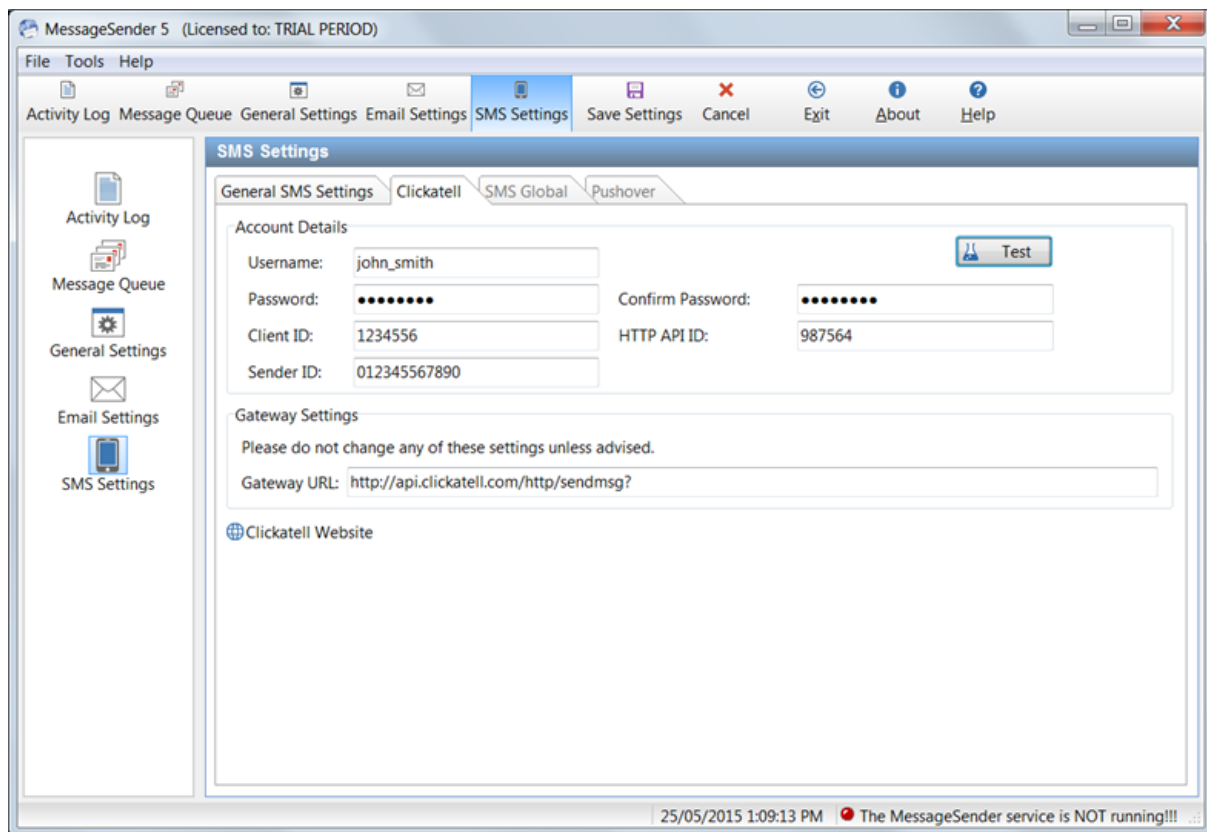 MessageSender 5 (Licensed to: TRIAL PERIOD)
File Tools Help
Activity Log Message Queue General Settings Email Settings SMS Settings Save Settings Cancel Exit About Help
SMS Settings
Activity Log
Message Queue
General Settings
Email Settings
SMS Settings
General SMS Settings Clickatell SMS Global Pushover
Account Details
Test
Username: john_smith
Password: ●●●●●●●● Confirm Password: ●●●●●●●●
Client ID: 1234556 HTTP API ID: 987564
Sender ID: 012345567890
Gateway Settings
Please do not change any of these settings unless advised.
Gateway URL: http://api.clickatell.com/http/sendmsg?
Clickatell Website
25/05/2015 1:09:13 PM The MessageSender service is NOT running!!!